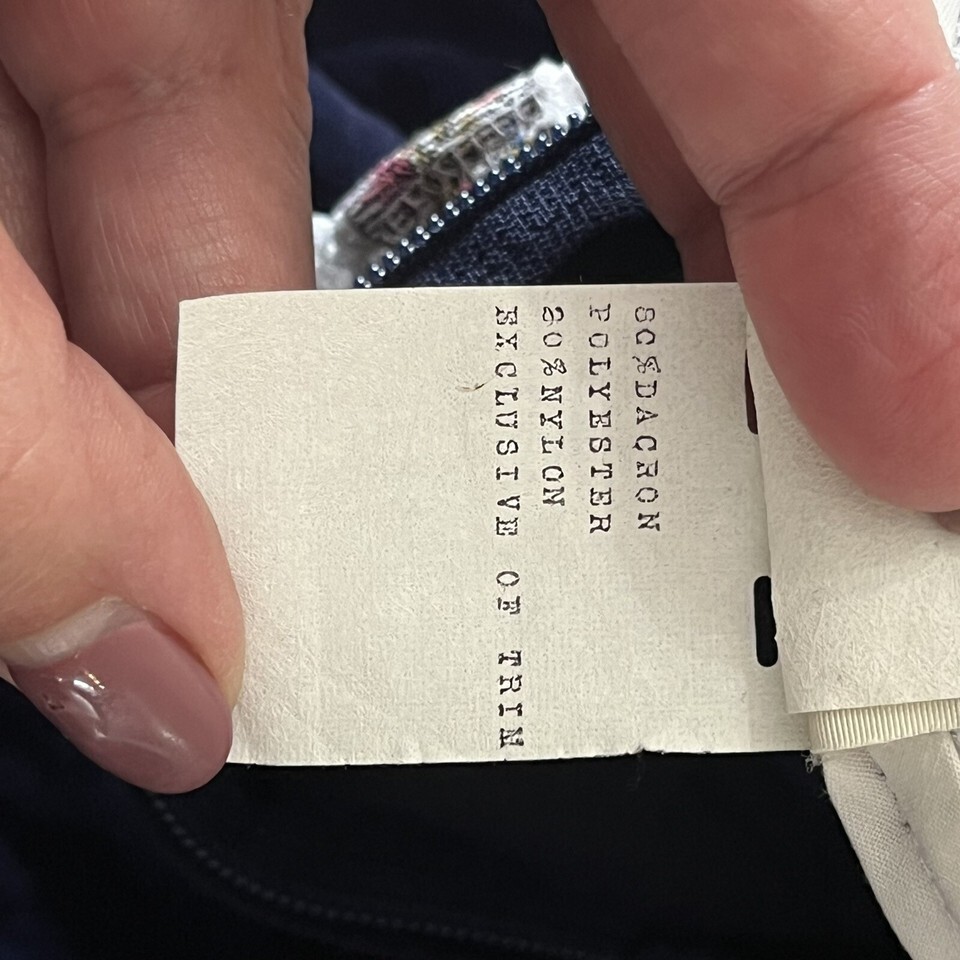 80%DACRON
POLYESTER
20%NYLON
EXCLUSIVE OF TRIM